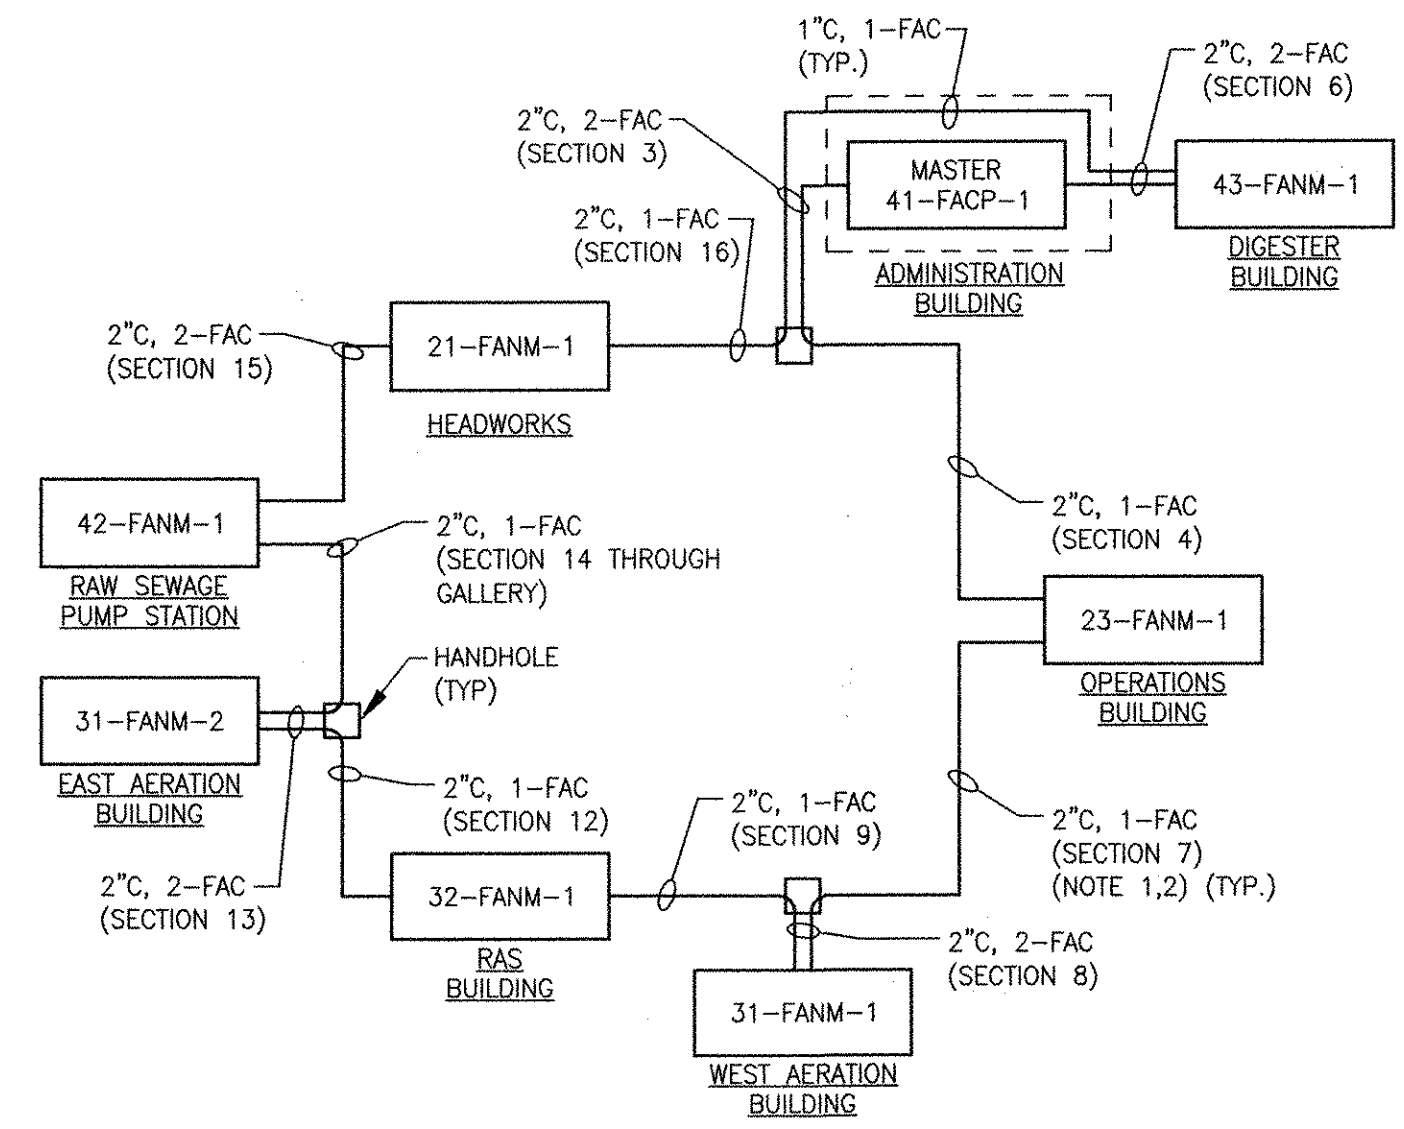 1"C, 1-FAC
(TYP.)
2"C, 2-FAC
(SECTION 6)
2"C, 2-FAC
(SECTION 3)
MASTER
41-FACP-1
43-FANM-1
2"C, 1-FAC
(SECTION 16)
ADMINISTRATION
BUILDING
DIGESTER
BUILDING
2"C, 2-FAC
(SECTION 15)
21-FANM-1
HEADWORKS
42-FANM-1
RAW SEWAGE
PUMP STATION
2"C, 1-FAC
(SECTION 14 THROUGH
GALLERY)
2"C, 1-FAC
(SECTION 4)
23-FANM-1
OPERATIONS
BUILDING
HANDHOLE
(TYP)
31-FANM-2
EAST AERATION
BUILDING
2"C, 1-FAC
(SECTION 12)
2"C, 1-FAC
(SECTION 9)
2"C, 1-FAC
(SECTION 7)
(NOTE 1,2) (TYP.)
2"C, 2-FAC
(SECTION 13)
32-FANM-1
RAS
BUILDING
2"C, 2-FAC
(SECTION 8)
31-FANM-1
WEST AERATION
BUILDING